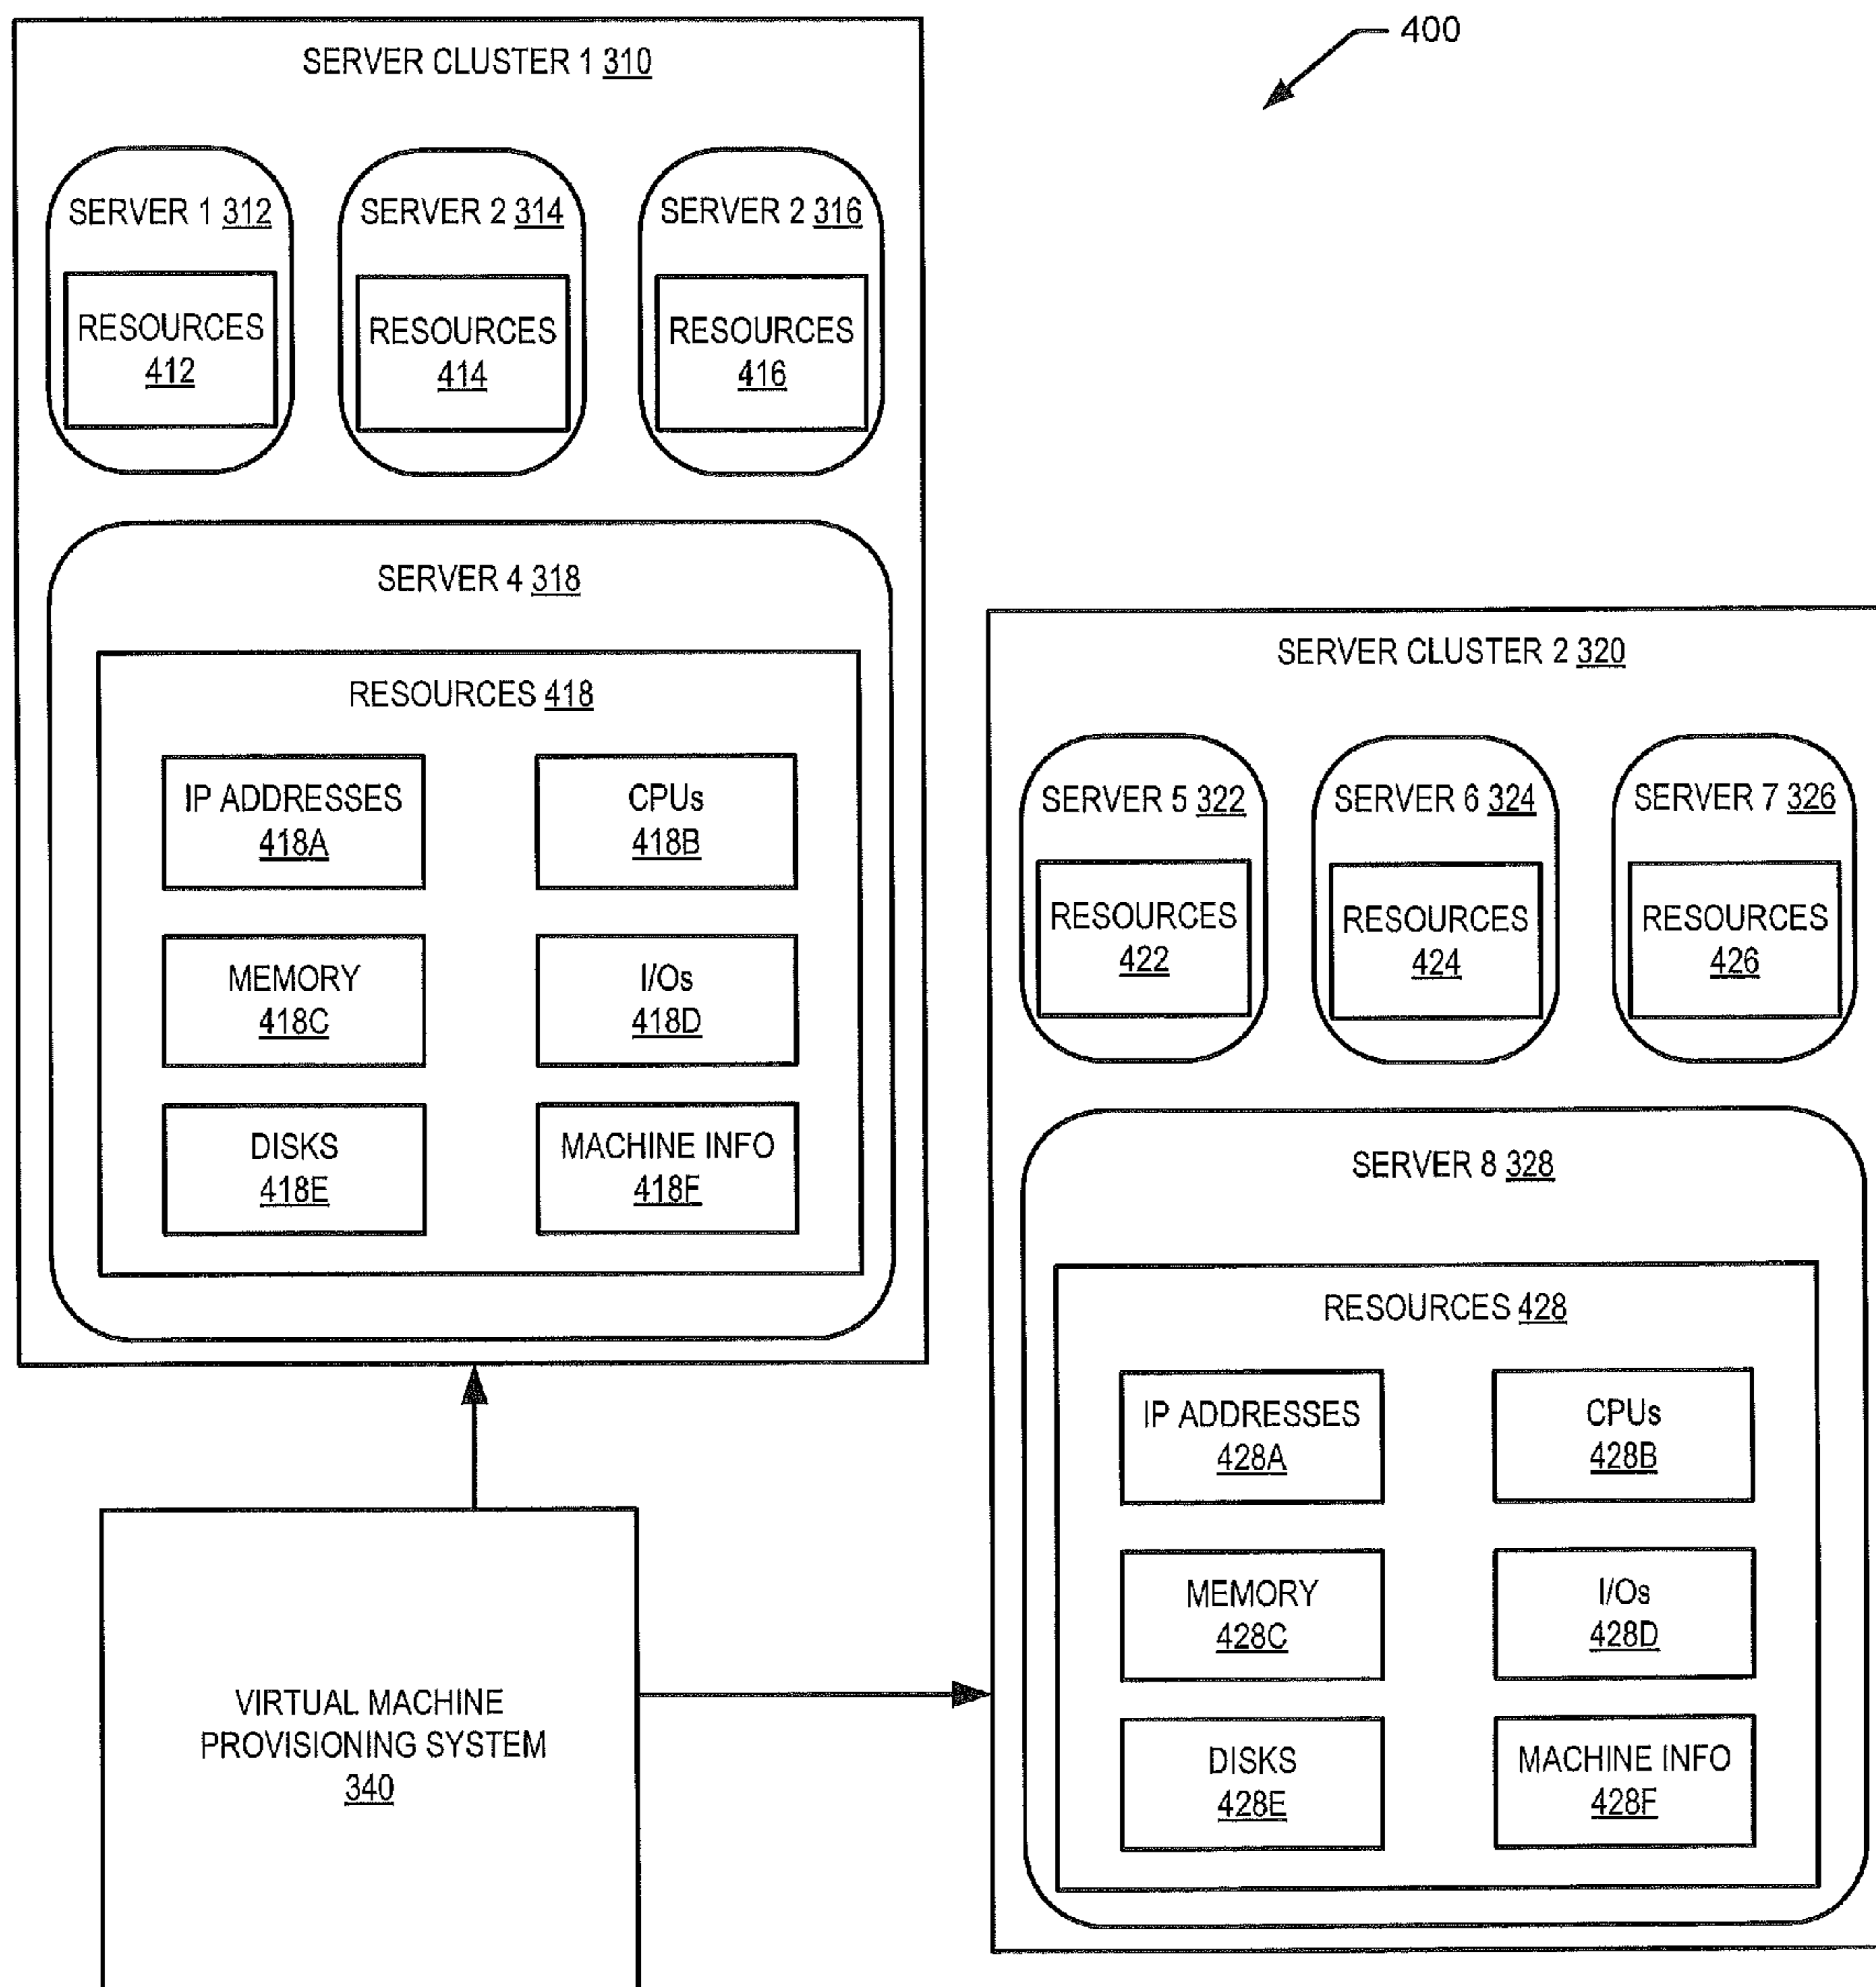 400
SERVER CLUSTER 1 310
SERVER 1 312
RESOURCES
412
SERVER 2 314
RESOURCES
414
SERVER 2 316
RESOURCES
416
SERVER 4 318
RESOURCES 418
IP ADDRESSES
418A
CPUs
418B
MEMORY
418C
I/Os
418D
DISKS
418E
MACHINE INFO
418F
SERVER CLUSTER 2 320
SERVER 5 322
RESOURCES
422
SERVER 6 324
RESOURCES
424
SERVER 7 326
RESOURCES
426
SERVER 8 328
RESOURCES 428
IP ADDRESSES
428A
CPUs
428B
MEMORY
428C
I/Os
428D
DISKS
428E
MACHINE INFO
428F
VIRTUAL MACHINE
PROVISIONING SYSTEM
340